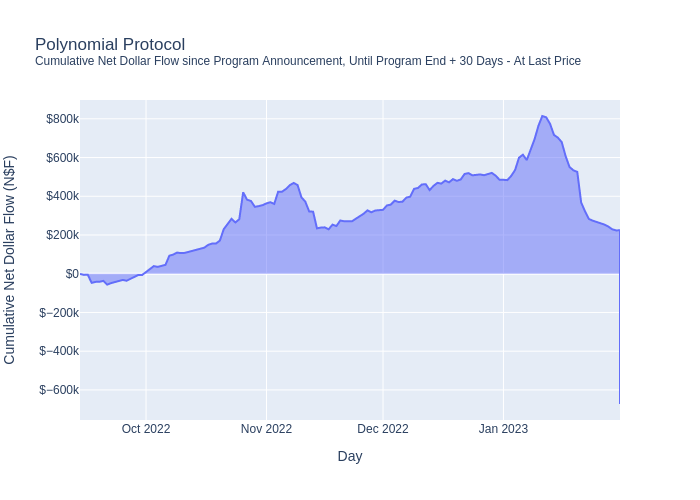 Polynomial Protocol
Cumulative Net Dollar Flow since Program Announcement, Until Program End + 30 Days - At Last Price
Cumulative Net Dollar Flow (N$F)
$800k
$600k
$400k
$200k
$0
$−200k
$−400k
$−600k
Oct 2022
Nov 2022
Dec 2022
Jan 2023
Day